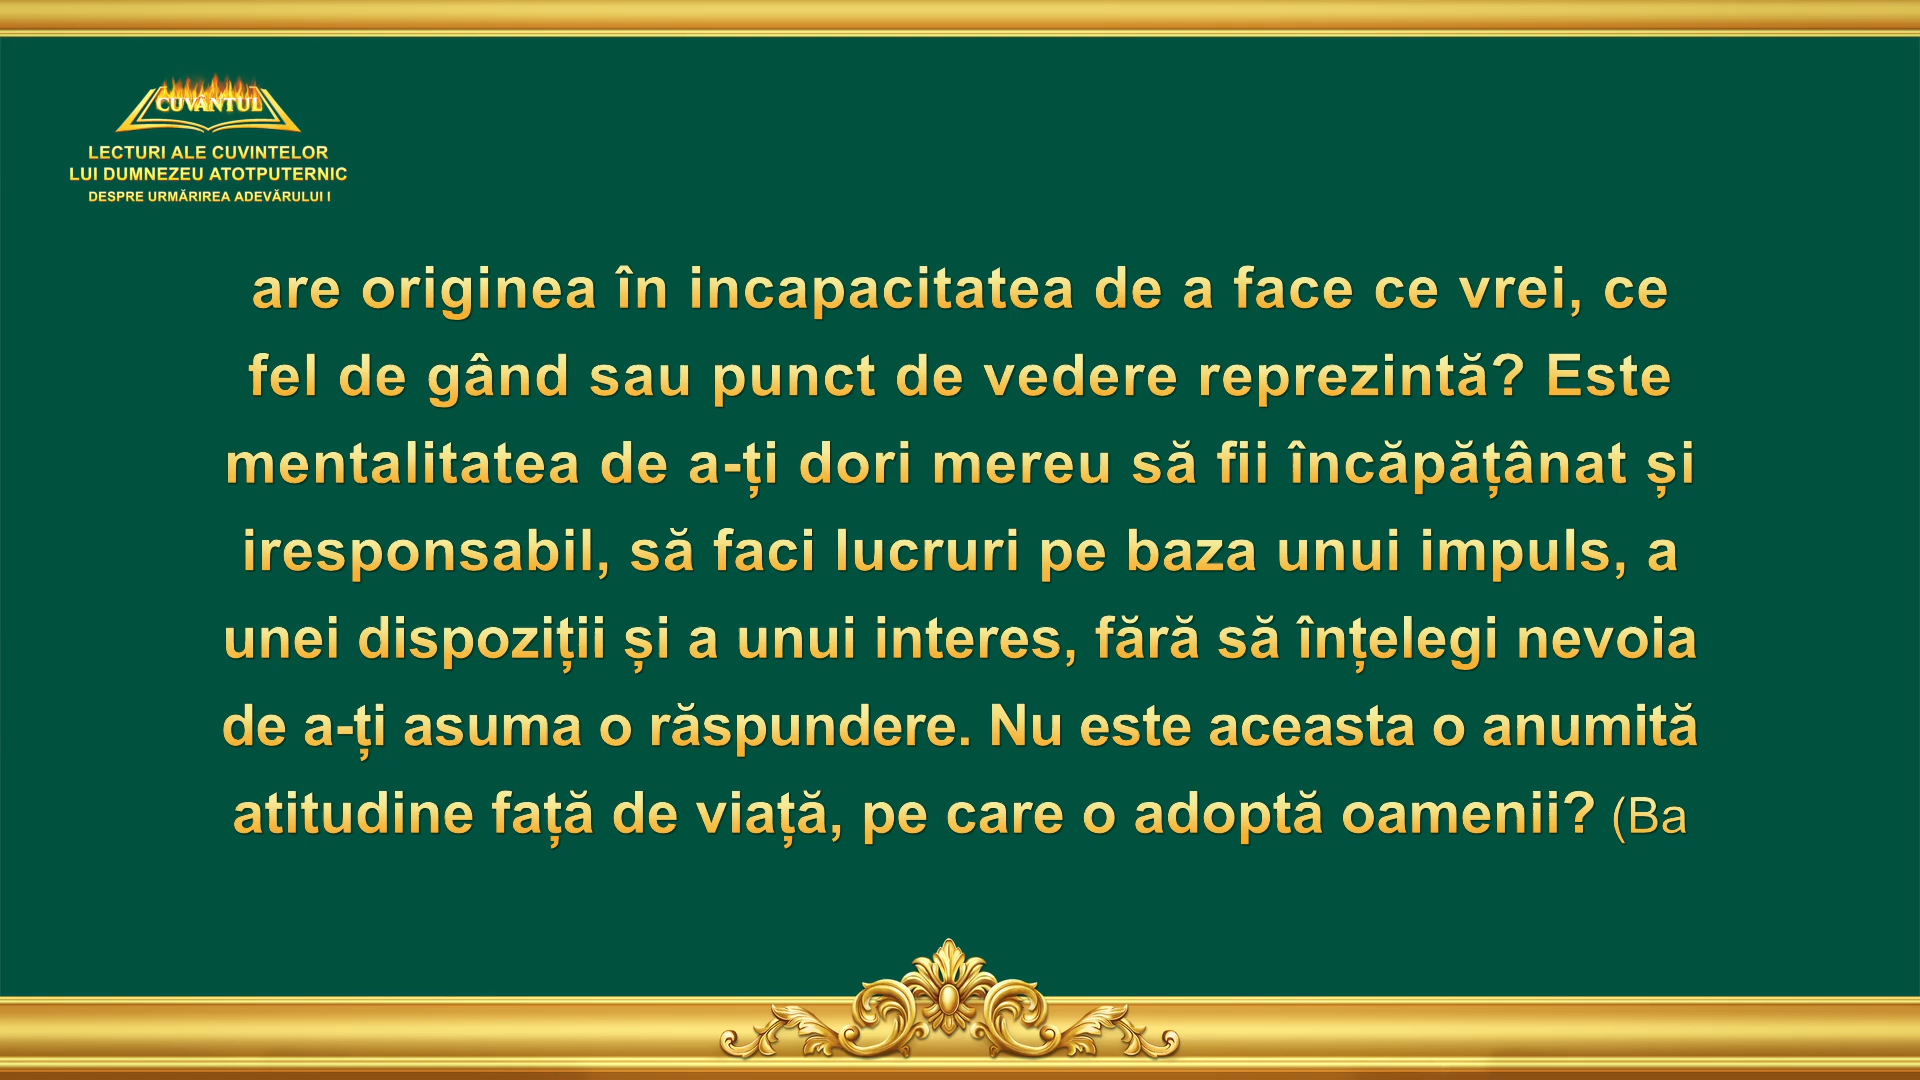 CUVÂNTUL
LECTURI ALE CUVINTELOR
LUI DUMNEZEU ATOTPUTERNIC
DESPRE URMĂRIREA ADEVĂRULUI I
are originea în incapacitatea de a face ce vrei, ce
fel de gând sau punct de vedere reprezintă? Este
mentalitatea de a-ți dori mereu să fii încăpățânat și
iresponsabil, să faci lucruri pe baza unui impuls, a
unei dispoziții și a unui interes, fără să înțelegi nevoia
de a-ți asuma o răspundere. Nu este aceasta o anumită
atitudine față de viață, pe care o adoptă oamenii? (Ba